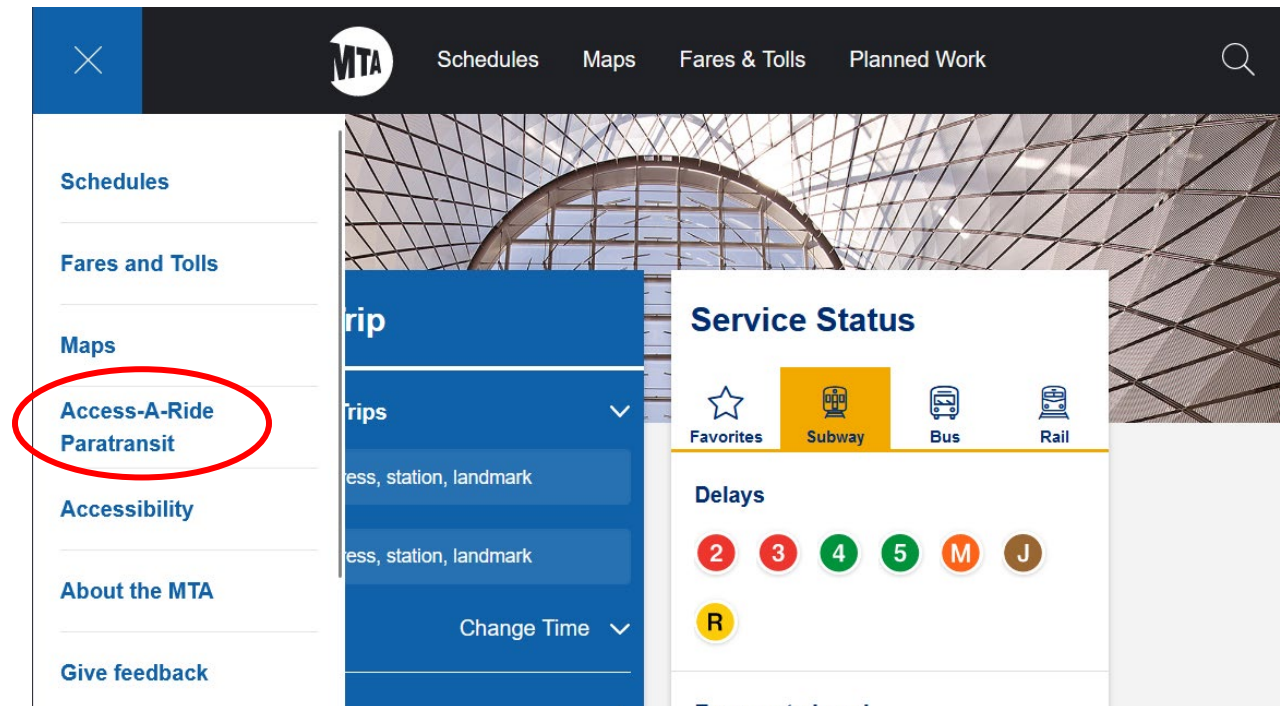 MTA
Schedules
Maps
Fares & Tolls
Planned Work
Schedules
Fares and Tolls
Maps
Access-A-Ride
Paratransit
Accessibility
About the MTA
Give feedback
rip
Trips
ress, station, landmark
ress, station, landmark
Change Time
Service Status
Favorites
Subway
Bus
Rail
Delays
2 3 4 5 M J
R